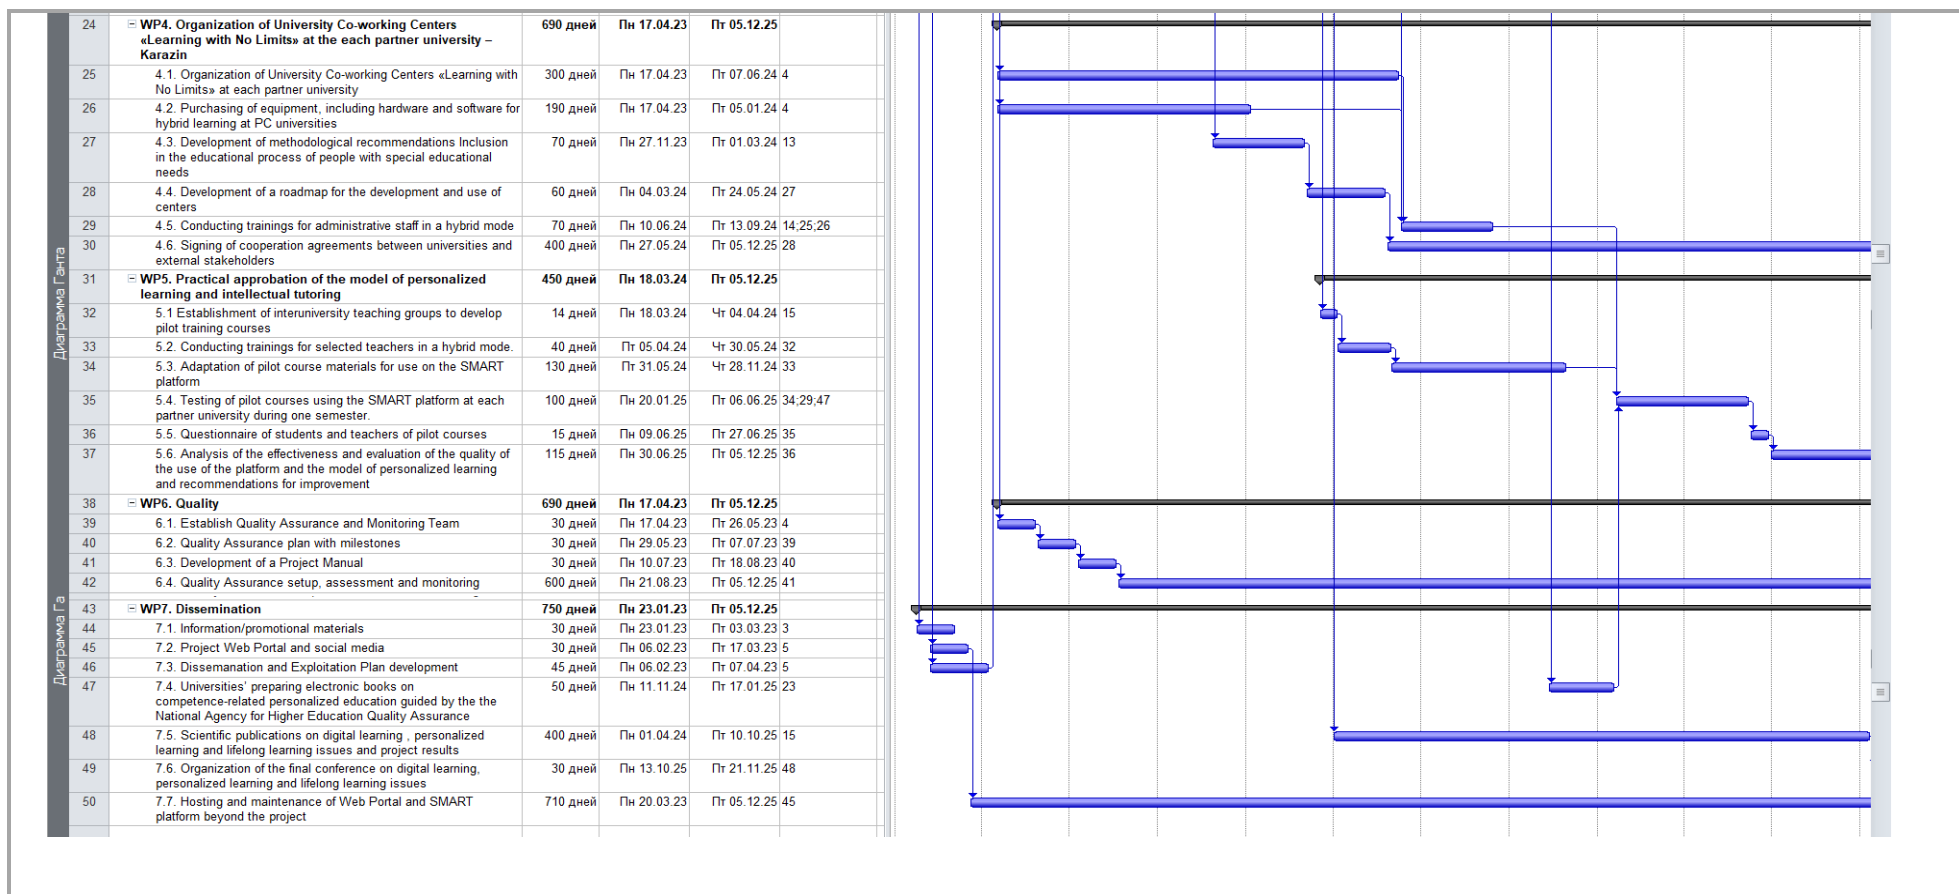 24 WP4. Organization of University Co-working Centers 690 дней Пн 17.04.23 Пт 05.12.25
«Learning with No Limits» at the each partner university –
Karazin
25 4.1. Organization of University Co-working Centers «Learning with 300 дней Пн 17.04.23 Пт 07.06.24 4
No Limits» at each partner university
26 4.2. Purchasing of equipment, including hardware and software for 190 дней Пн 17.04.23 Пт 05.01.24 4
hybrid learning at PC universities
27 4.3. Development of methodological recommendations Inclusion 70 дней Пн 27.11.23 Пт 01.03.24 13
in the educational process of people with special educational
needs
28 4.4. Development of a roadmap for the development and use of 60 дней Пн 04.03.24 Пт 24.05.24 27
centers
29 4.5. Conducting trainings for administrative staff in a hybrid mode 70 дней Пн 10.06.24 Пт 13.09.24 14;25;26
30 4.6. Signing of cooperation agreements between universities and 400 дней Пн 27.05.24 Пт 05.12.25 28
external stakeholders
Диаграмма Ганта
31 WP5. Practical approbation of the model of personalized 450 дней Пн 18.03.24 Пт 05.12.25
learning and intellectual tutoring
32 5.1 Establishment of interuniversity teaching groups to develop 14 дней Пн 18.03.24 Чт 04.04.24 15
pilot training courses
33 5.2. Conducting trainings for selected teachers in a hybrid mode. 40 дней Пт 05.04.24 Чт 30.05.24 32
34 5.3. Adaptation of pilot course materials for use on the SMART 130 дней Пт 31.05.24 Чт 28.11.24 33
platform
35 5.4. Testing of pilot courses using the SMART platform at each 100 дней Пн 20.01.25 Пт 06.06.25 34;29;47
partner university during one semester.
36 5.5. Questionnaire of students and teachers of pilot courses 15 дней Пн 09.06.25 Пт 27.06.25 35
37 5.6. Analysis of the effectiveness and evaluation of the quality of 115 дней Пн 30.06.25 Пт 05.12.25 36
the use of the platform and the model of personalized learning
and recommendations for improvement
38 WP6. Quality 690 дней Пн 17.04.23 Пт 05.12.25
39 6.1. Establish Quality Assurance and Monitoring Team 30 дней Пн 17.04.23 Пт 26.05.23 4
40 6.2. Quality Assurance plan with milestones 30 дней Пн 29.05.23 Пт 07.07.23 39
41 6.3. Development of a Project Manual 30 дней Пн 10.07.23 Пт 18.08.23 40
42 6.4. Quality Assurance setup, assessment and monitoring 600 дней Пн 21.08.23 Пт 05.12.25 41
Диаграмма Га
43 WP7. Dissemination 750 дней Пн 23.01.23 Пт 05.12.25
44 7.1. Information/promotional materials 30 дней Пн 23.01.23 Пт 03.03.23 3
45 7.2. Project Web Portal and social media 30 дней Пн 06.02.23 Пт 17.03.23 5
46 7.3. Dissemanation and Exploitation Plan development 45 дней Пн 06.02.23 Пт 07.04.23 5
47 7.4. Universities' preparing electronic books on 50 дней Пн 11.11.24 Пт 17.01.25 23
competence-related personalized education guided by the the
National Agency for Higher Education Quality Assurance
48 7.5. Scientific publications on digital learning , personalized 400 дней Пн 01.04.24 Пт 10.10.25 15
learning and lifelong learning issues and project results
49 7.6. Organization of the final conference on digital learning, 30 дней Пн 13.10.25 Пт 21.11.25 48
personalized learning and lifelong learning issues
50 7.7. Hosting and maintenance of Web Portal and SMART 710 дней Пн 20.03.23 Пт 05.12.25 45
platform beyond the project